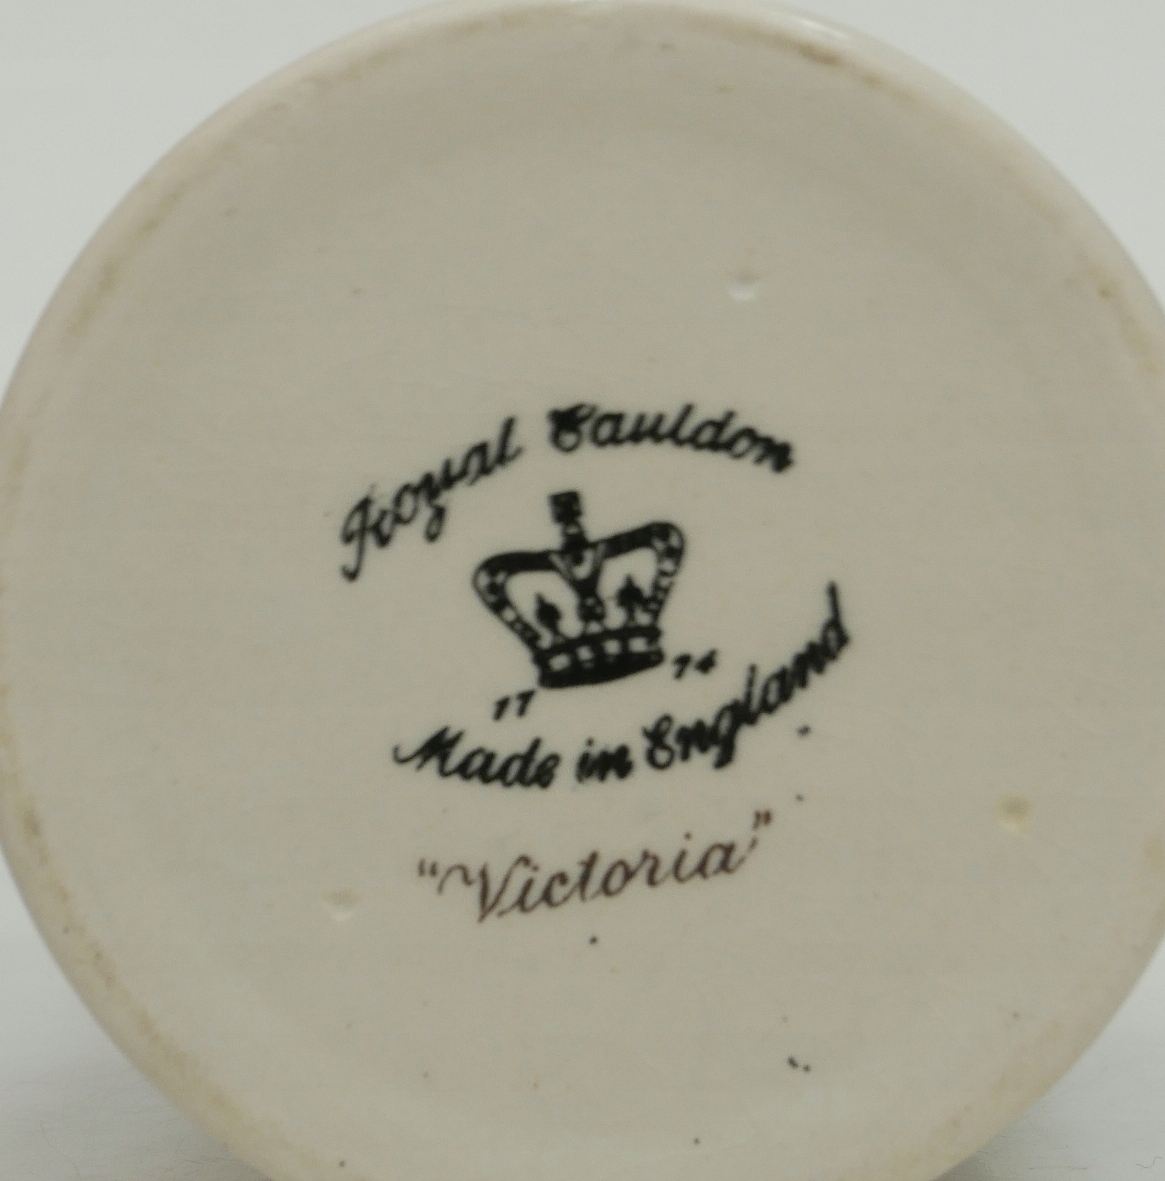 Royal Cauldon
17 74
Made in England
"Victoria"